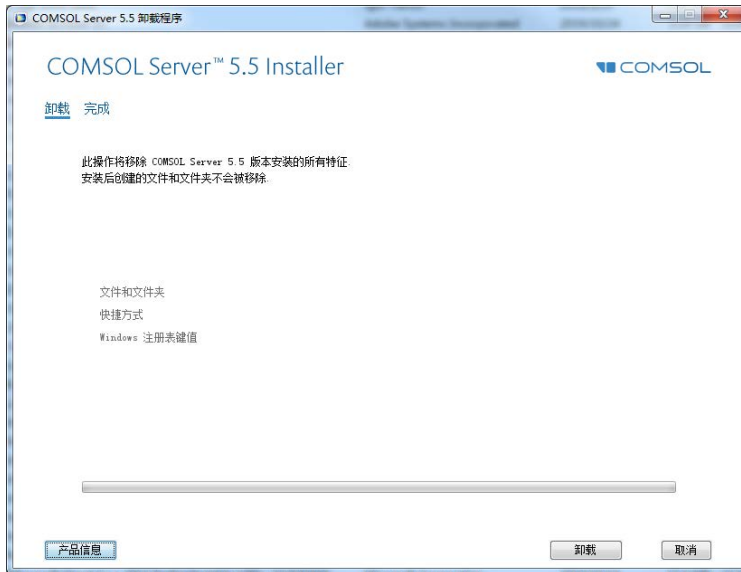 COMSOL Server 5.5 卸载程序
COMSOL Server™ 5.5 Installer
COMSOL
卸载 完成
此操作将移除 COMSOL Server 5.5 版本安装的所有特征.
安装后创建的文件和文件夹不会被移除.
文件和文件夹
快捷方式
Windows 注册表键值
产品信息
卸载
取消